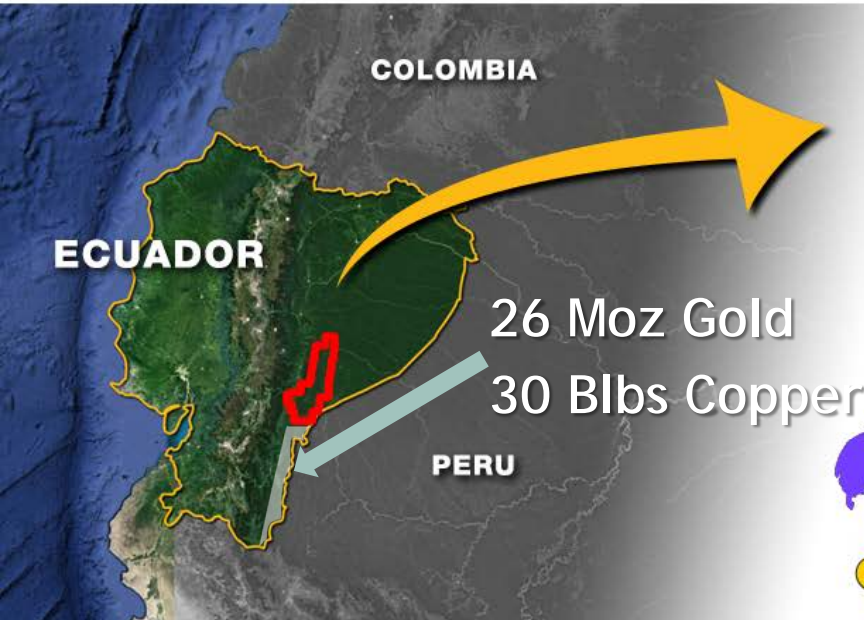 COLOMBIA
ECUADOR
26 Moz Gold
30 Blbs Copper
PERU